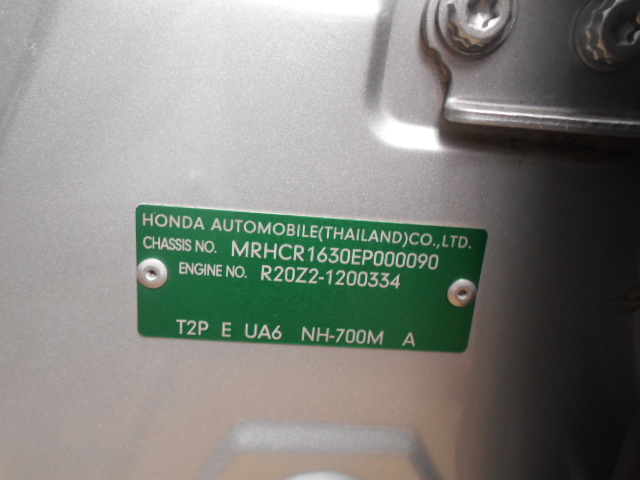 HONDA AUTOMOBILE(THAILAND)CO.,LTD.
CHASSIS NO. MRHCR1630EP000090
ENGINE NO. R20Z2-1200334
T2P E UA6 NH-700M A